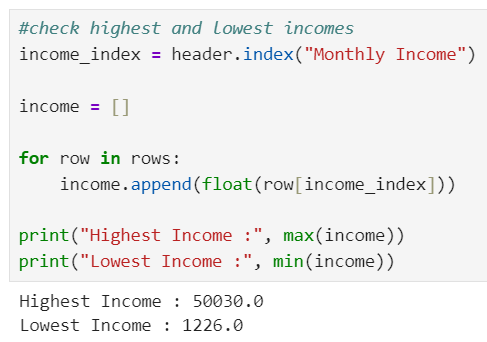 #check highest and lowest incomes
income_index = header.index("Monthly Income")
income = []
for row in rows:
    income.append(float(row[income_index]))
print("Highest Income :", max(income))
print("Lowest Income :", min(income))
Highest Income : 50030.0
Lowest Income : 1226.0